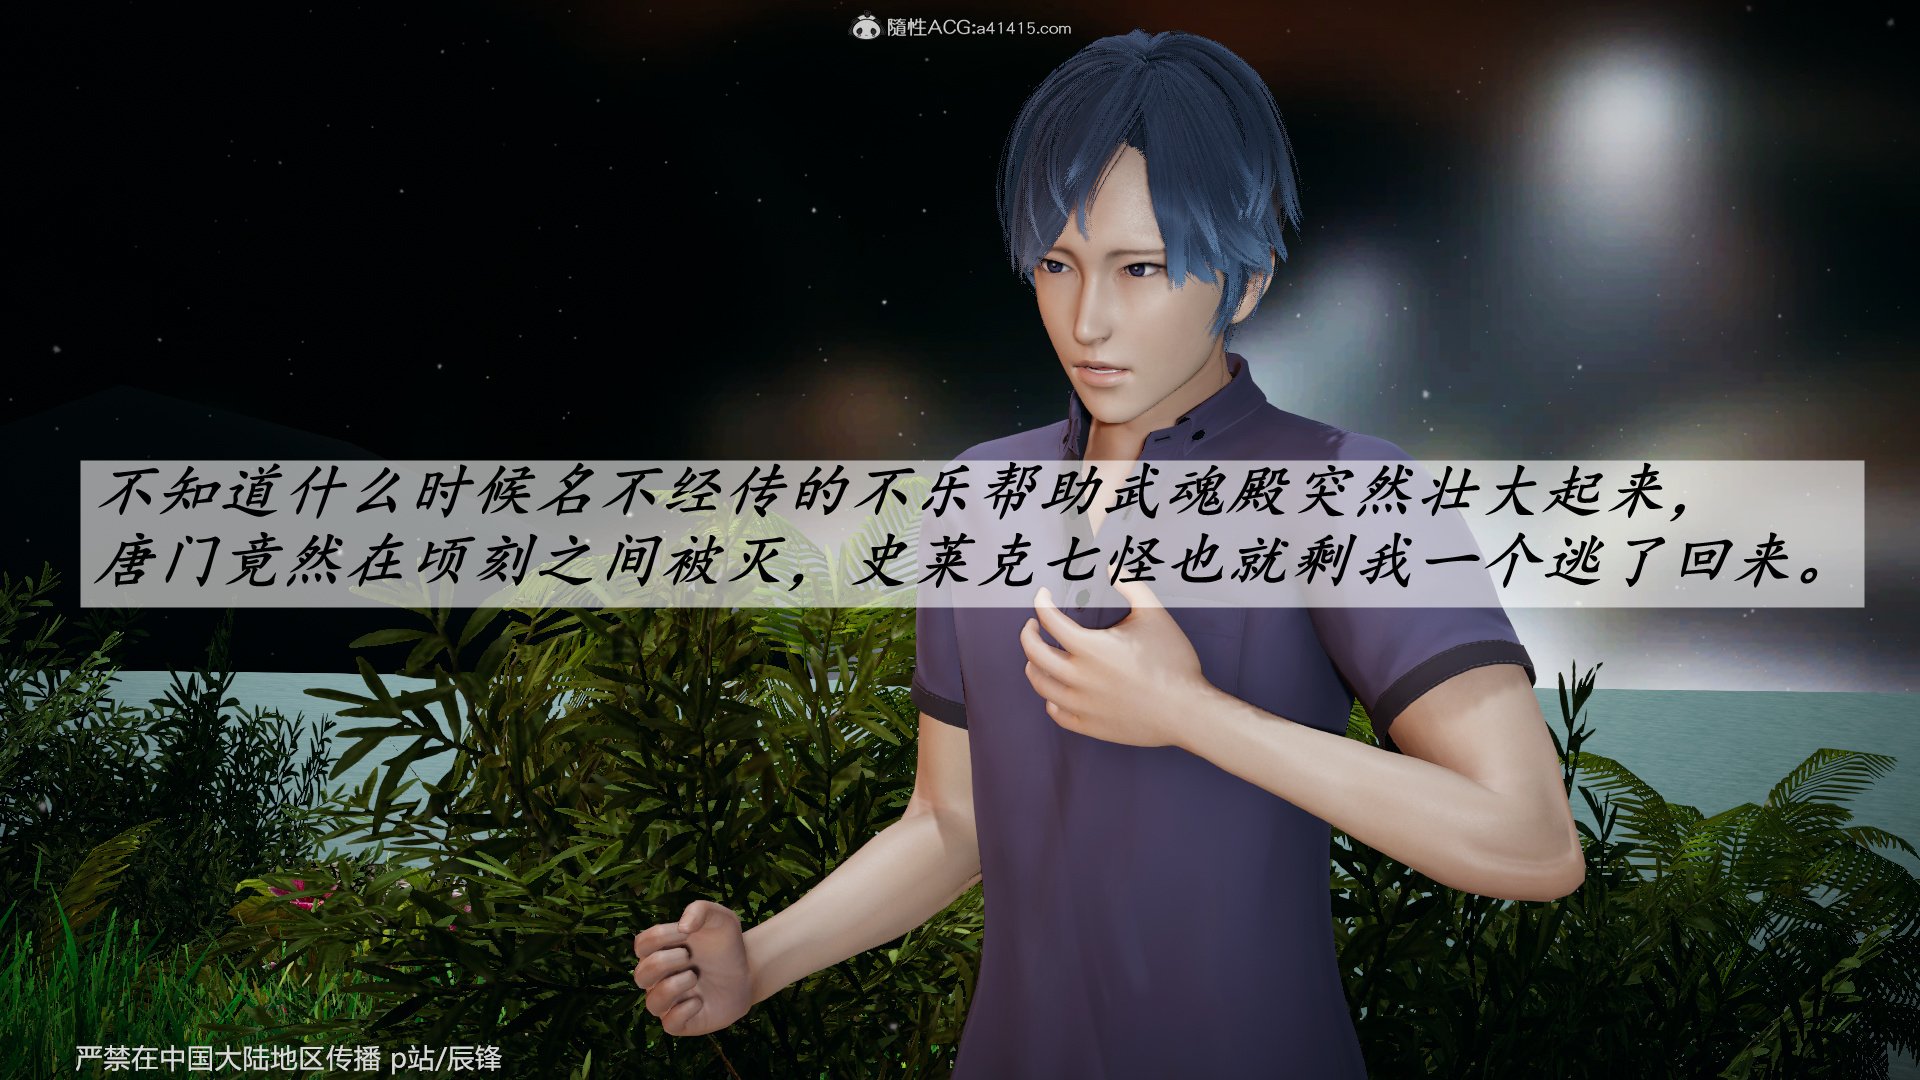 隨性ACG:a41415.com
不知道什么时候名不经传的不乐帮助武魂殿突然壮大起来，
唐门竟然在顷刻之间被灭，史莱克七怪也就剩我一个逃了回来。
严禁在中国大陆地区传播 p站/辰锋